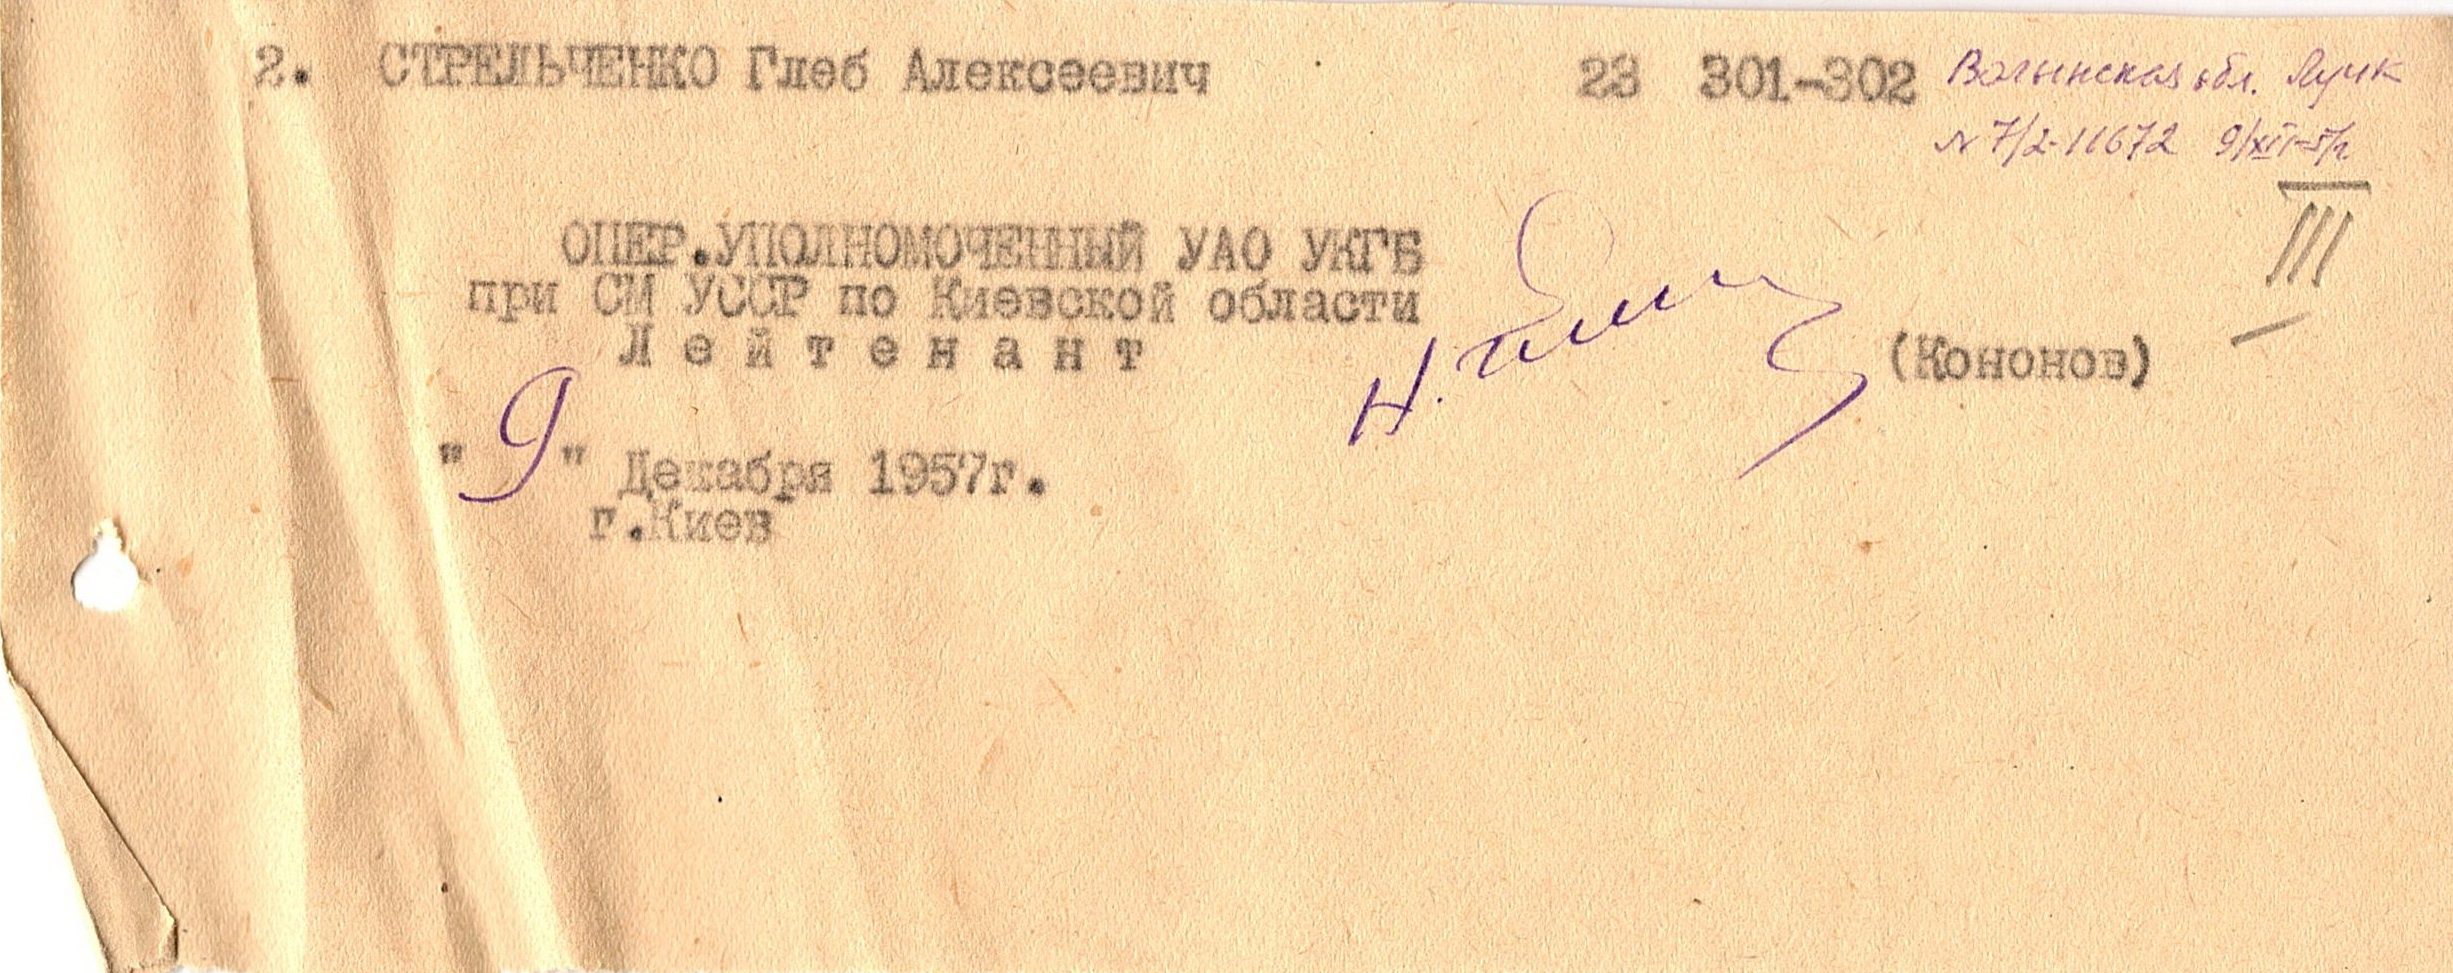 2. СТРЕЛЬЧЕНКО Глеб Алексеевич 23 301-302 Волынская обл. Луцк
N 7/2-11672 9/XII-57г
III
ОПЕР.УПОЛНОМОЧЕННЫЙ УАО УКГБ
при СМ УССР по Киевской области
Лейтенант
(Кононов)
"9" Декабря 1957г.
г.Киев